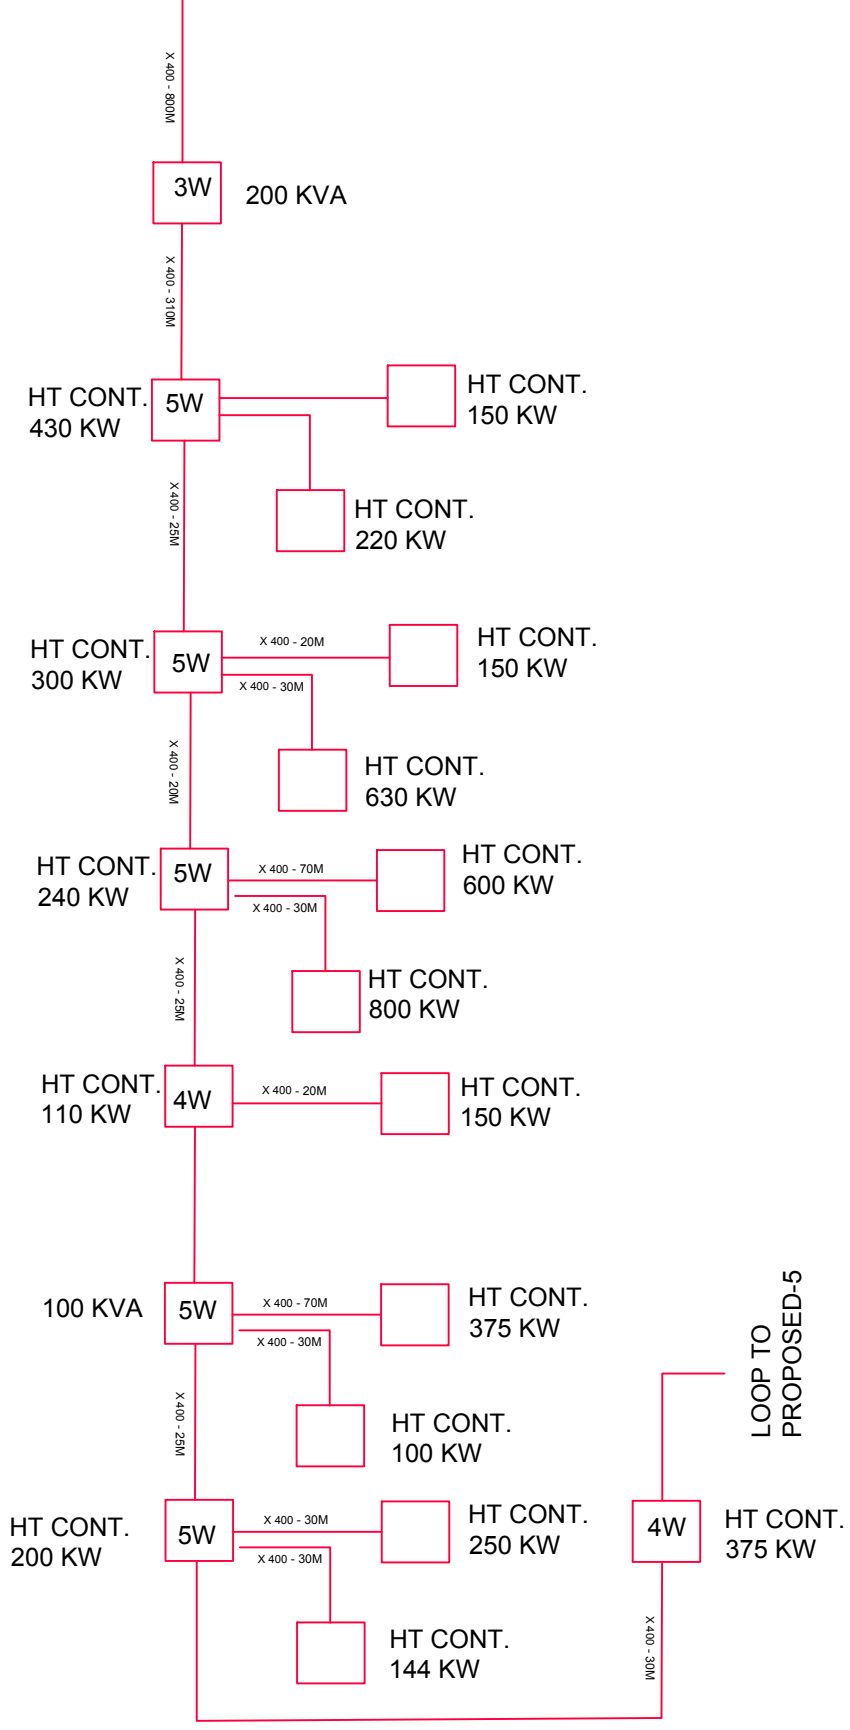 X 400 - 800M
3W
200 KVA
X 400 - 310M
HT CONT.
430 KW
5W
HT CONT.
150 KW
X 400 - 25M
HT CONT.
220 KW
HT CONT.
300 KW
5W
X 400 - 20M
HT CONT.
150 KW
X 400 - 30M
X 400 - 20M
HT CONT.
630 KW
HT CONT.
240 KW
5W
X 400 - 70M
HT CONT.
600 KW
X 400 - 30M
X 400 - 25M
HT CONT.
800 KW
HT CONT.
110 KW
4W
X 400 - 20M
HT CONT.
150 KW
100 KVA
5W
X 400 - 70M
HT CONT.
375 KW
X 400 - 30M
LOOP TO
PROPOSED-5
X 400 - 25M
HT CONT.
100 KW
HT CONT.
200 KW
5W
X 400 - 30M
HT CONT.
250 KW
X 400 - 30M
4W
HT CONT.
375 KW
HT CONT.
144 KW
X 400 - 30M